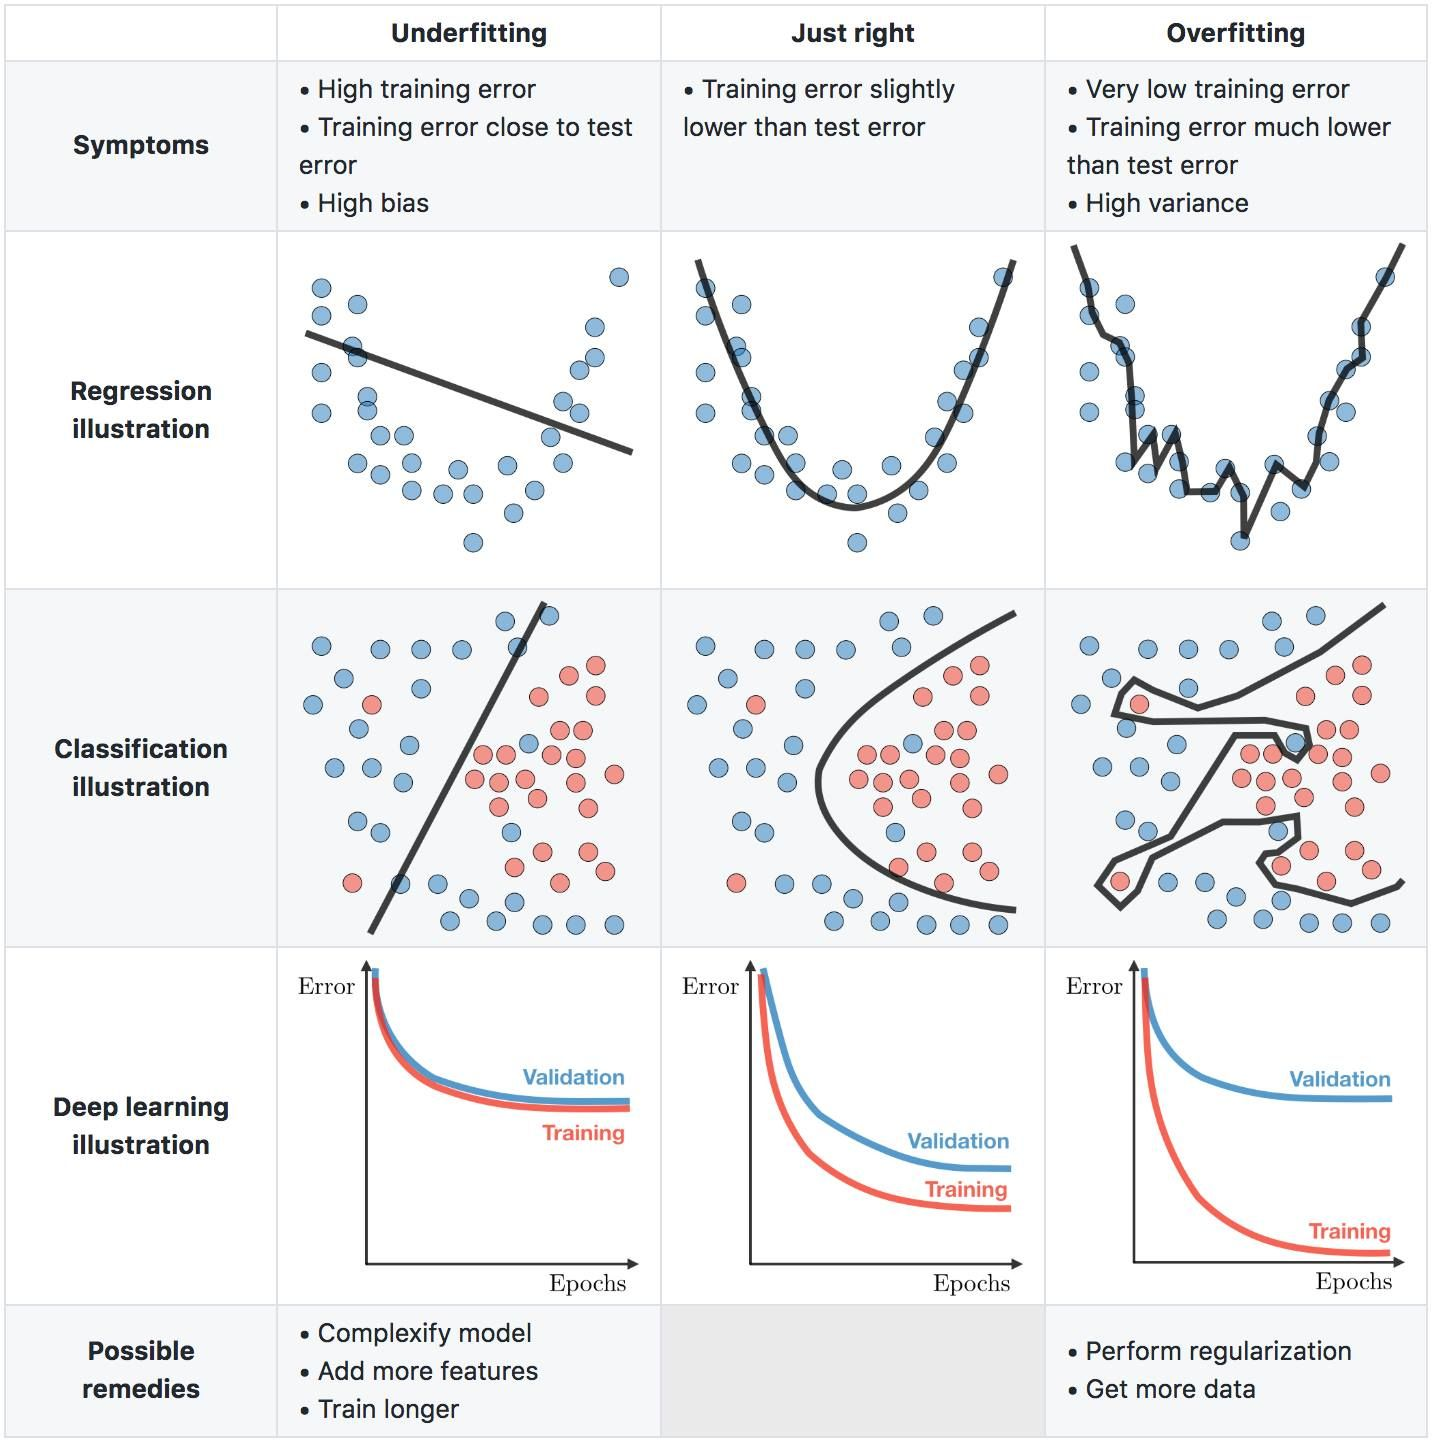 Underfitting
Just right
Overfitting
Symptoms
• High training error
• Training error close to test
error
• High bias
• Training error slightly
lower than test error
• Very low training error
• Training error much lower
than test error
• High variance
Regression
illustration
Classification
illustration
Deep learning
illustration
Error
Validation
Training
Epochs
Error
Validation
Training
Epochs
Error
Validation
Training
Epochs
Possible
remedies
• Complexify model
• Add more features
• Train longer
• Perform regularization
• Get more data